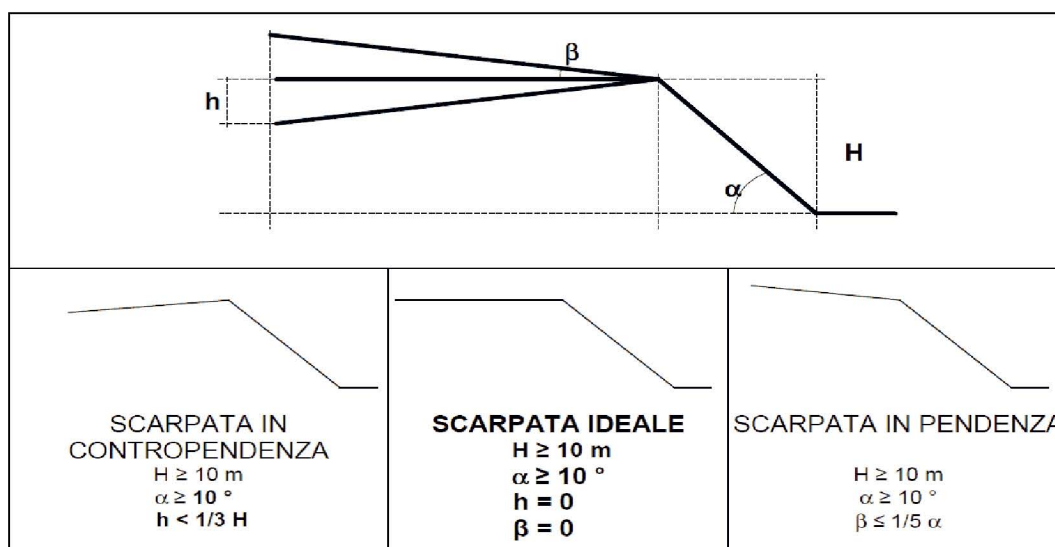 β
h
H
α
SCARPATA IN
CONTROPENDENZA
H ≥ 10 m
α ≥ 10 °
h < 1/3 H
SCARPATA IDEALE
H ≥ 10 m
α ≥ 10 °
h = 0
β = 0
SCARPATA IN PENDENZA
H ≥ 10 m
α ≥ 10°
β ≤ 1/5 α